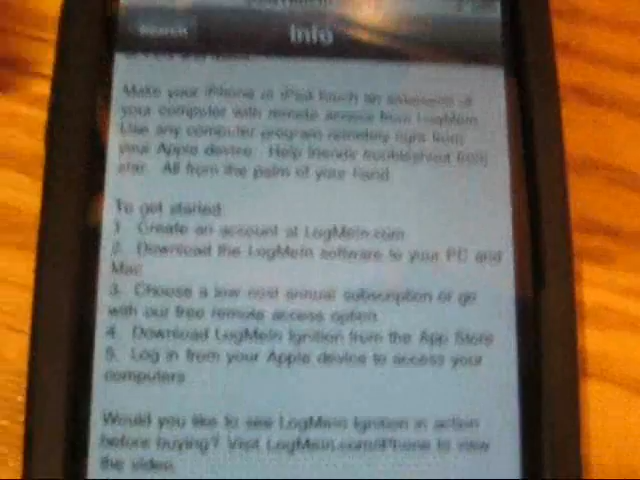 Info
Make your iPhone or iPod touch an extension of
your computer with remote access from LogMeIn.
Use any computer program remotely right from
your Apple device. Help friends troubleshoot from
afar. All from the palm of your hand.
To get started:
1. Create an account at LogMeIn.com
2. Download the LogMeIn software to your PC and
Mac
3. Choose a low cost annual subscription or go
with our free remote access option
4. Download LogMeIn Ignition from the App Store
5. Log in from your Apple device to access your
computers
Would you like to see LogMeIn Ignition in action
before buying? Visit LogMeIn.com/iPhone to view
the video.